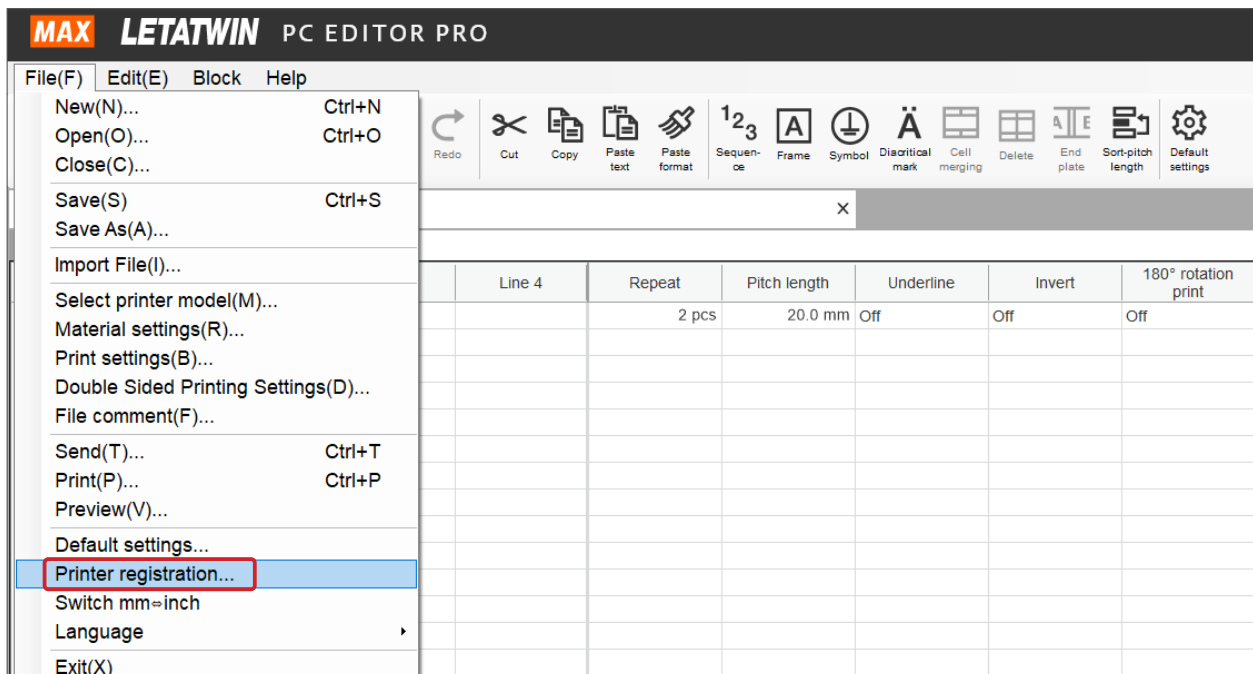 MAX LETATWIN PC EDITOR PRO
File(F) Edit(E) Block Help
New(N)... Ctrl+N
Open(O)... Ctrl+O
Close(C)...
Save(S) Ctrl+S
Save As(A)...
Import File(I)...
Select printer model(M)...
Material settings(R)...
Print settings(B)...
Double Sided Printing Settings(D)...
File comment(F)...
Send(T)... Ctrl+T
Print(P)... Ctrl+P
Preview(V)...
Default settings...
Printer registration...
Switch mm⇔inch
Language
Exit(X)
Redo
Cut
Copy
Paste
text
Paste
format
123
Sequen-
ce
A
Frame
Symbol
Ä
Diacritical
mark
Cell
merging
Delete
A E
End
plate
Sort-pitch
length
Default
settings
×
Line 4 Repeat Pitch length Underline Invert 180° rotation
print
2 pcs 20.0 mm Off Off Off